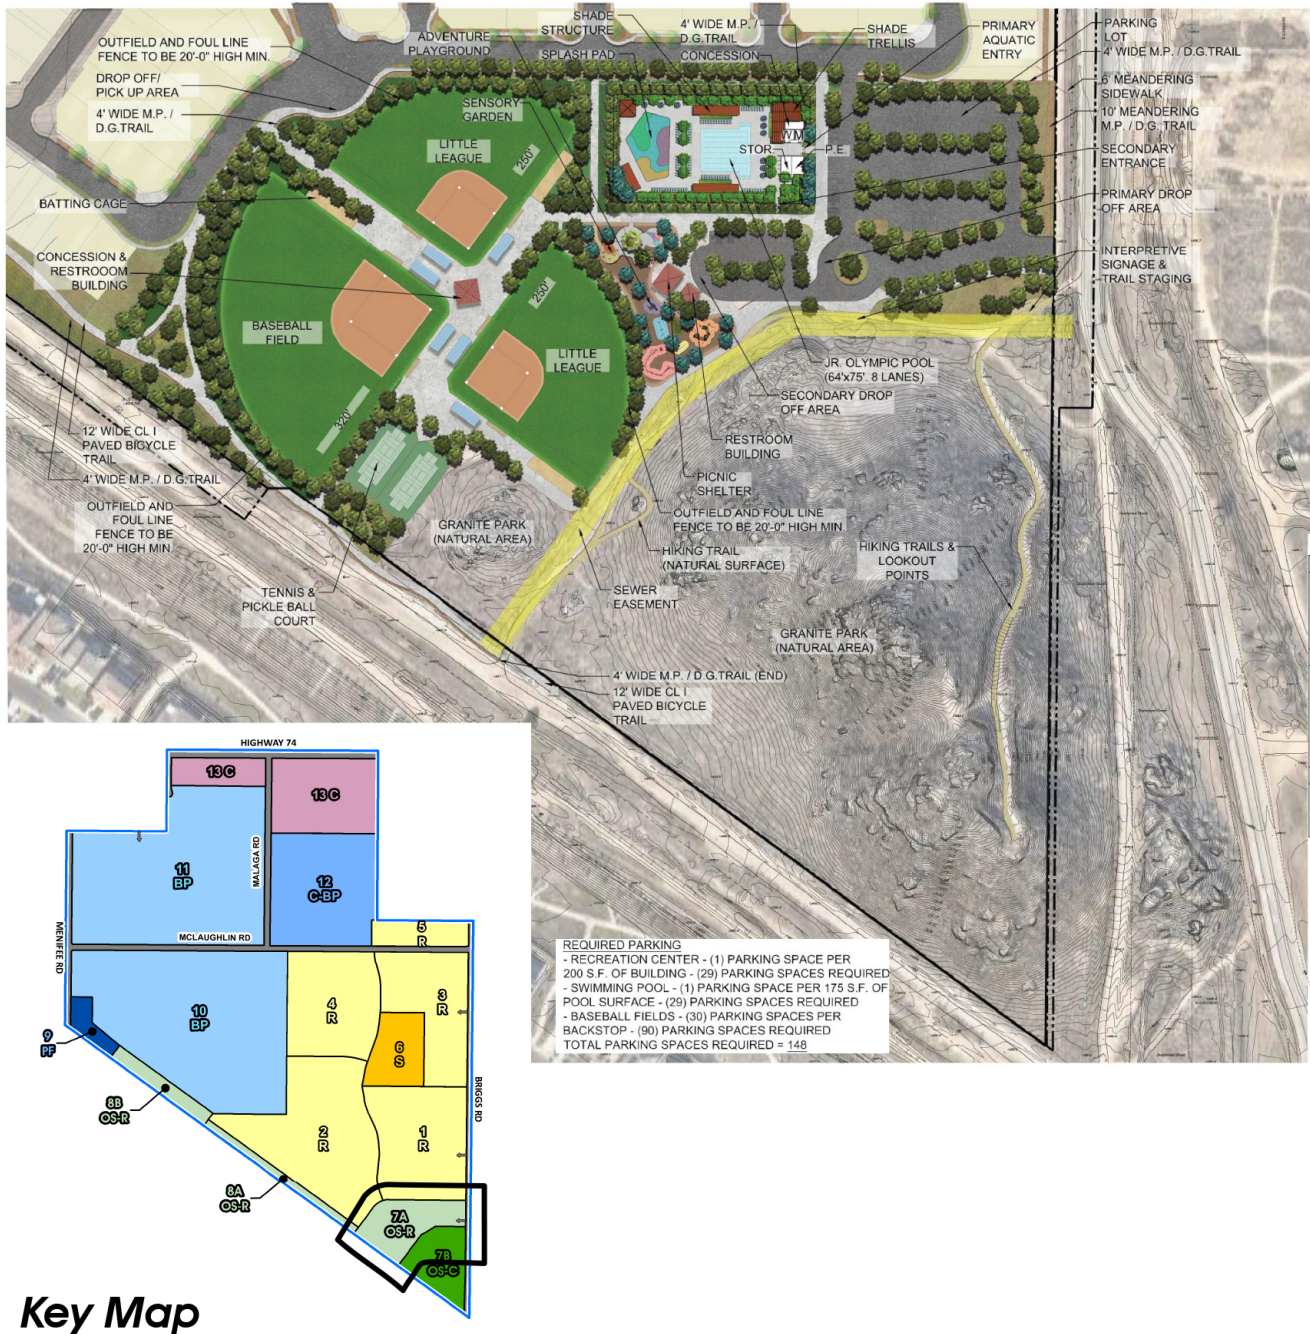 OUTFIELD AND FOUL LINE
FENCE TO BE 20'-0" HIGH MIN.
DROP OFF/
PICK UP AREA
4' WIDE M.P. /
D.G.TRAIL
BATTING CAGE
CONCESSION &
RESTROOOM
BUILDING
ADVENTURE
PLAYGROUND
SHADE
STRUCTURE
SPLASH PAD
SENSORY
GARDEN
4' WIDE M.P. /
D.G.TRAIL
CONCESSION
SHADE
TRELLIS
PRIMARY
AQUATIC
ENTRY
PARKING
LOT
4' WIDE M.P. / D.G.TRAIL
6' MEANDERING
SIDEWALK
10' MEANDERING
M.P. / D.G. TRAIL
SECONDARY
ENTRANCE
PRIMARY DROP
OFF AREA
INTERPRETIVE
SIGNAGE &
TRAIL STAGING
WM
STOR.
P.E.
LITTLE
LEAGUE
250'
BASEBALL
FIELD
320'
250'
LITTLE
LEAGUE
JR. OLYMPIC POOL
(64'x75'. 8 LANES)
SECONDARY DROP
OFF AREA
RESTROOM
BUILDING
PICNIC
SHELTER
OUTFIELD AND FOUL LINE
FENCE TO BE 20'-0" HIGH MIN
HIKING TRAIL
(NATURAL SURFACE)
SEWER
EASEMENT
12' WIDE CL I
PAVED BICYCLE
TRAIL
4' WIDE M.P. / D.G.TRAIL
OUTFIELD AND
FOUL LINE
FENCE TO BE
20'-0" HIGH MIN.
TENNIS &
PICKLE BALL
COURT
GRANITE PARK
(NATURAL AREA)
HIKING TRAILS &
LOOKOUT
POINTS
GRANITE PARK
(NATURAL AREA)
4' WIDE M.P. / D.G.TRAIL (END)
12' WIDE CL I
PAVED BICYCLE
TRAIL
REQUIRED PARKING
- RECREATION CENTER - (1) PARKING SPACE PER
200 S.F. OF BUILDING - (29) PARKING SPACES REQUIRED
- SWIMMING POOL - (1) PARKING SPACE PER 175 S.F. OF
POOL SURFACE - (29) PARKING SPACES REQUIRED
- BASEBALL FIELDS - (30) PARKING SPACES PER
BACKSTOP - (90) PARKING SPACES REQUIRED
TOTAL PARKING SPACES REQUIRED = 148
HIGHWAY 74
13 C
13 C
MALAGA RD
11
BP
12
C-BP
MCLAUGHLIN RD
5
R
MENIFEE RD
10
BP
4
R
3
R
6
S
9
PF
8B
OS-R
2
R
1
R
BRIGGS RD
8A
OS-R
7A
OS-R
7B
OS-C
Key Map